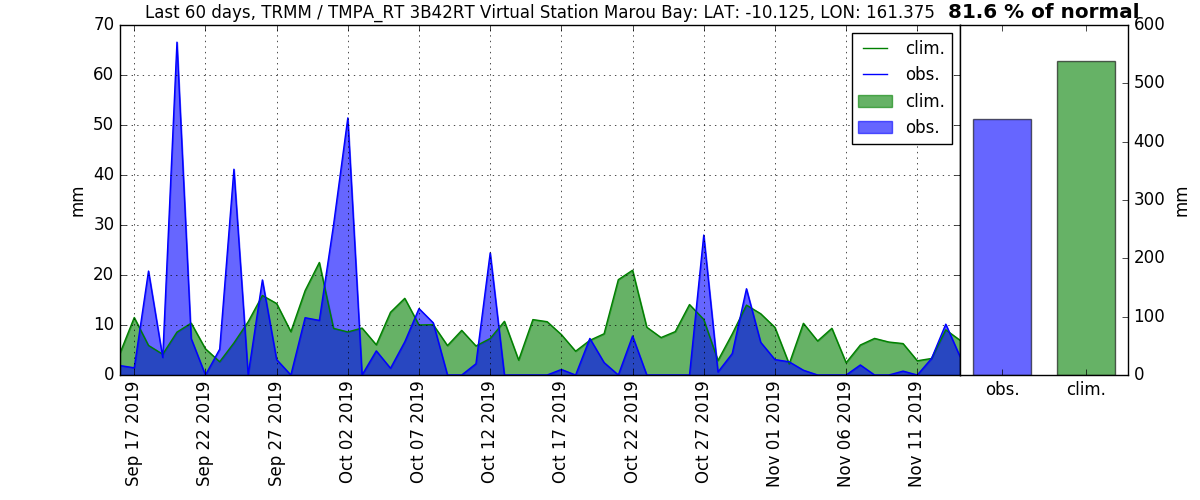 Last 60 days, TRMM / TMPA_RT 3B42RT Virtual Station Marou Bay: LAT: -10.125, LON: 161.375 81.6 % of normal
70
60
50
40
30
20
10
0
mm
clim.
obs.
clim.
obs.
Sep 17 2019
Sep 22 2019
Sep 27 2019
Oct 02 2019
Oct 07 2019
Oct 12 2019
Oct 17 2019
Oct 22 2019
Oct 27 2019
Nov 01 2019
Nov 06 2019
Nov 11 2019
600
500
400
300
200
100
0
mm
obs.
clim.